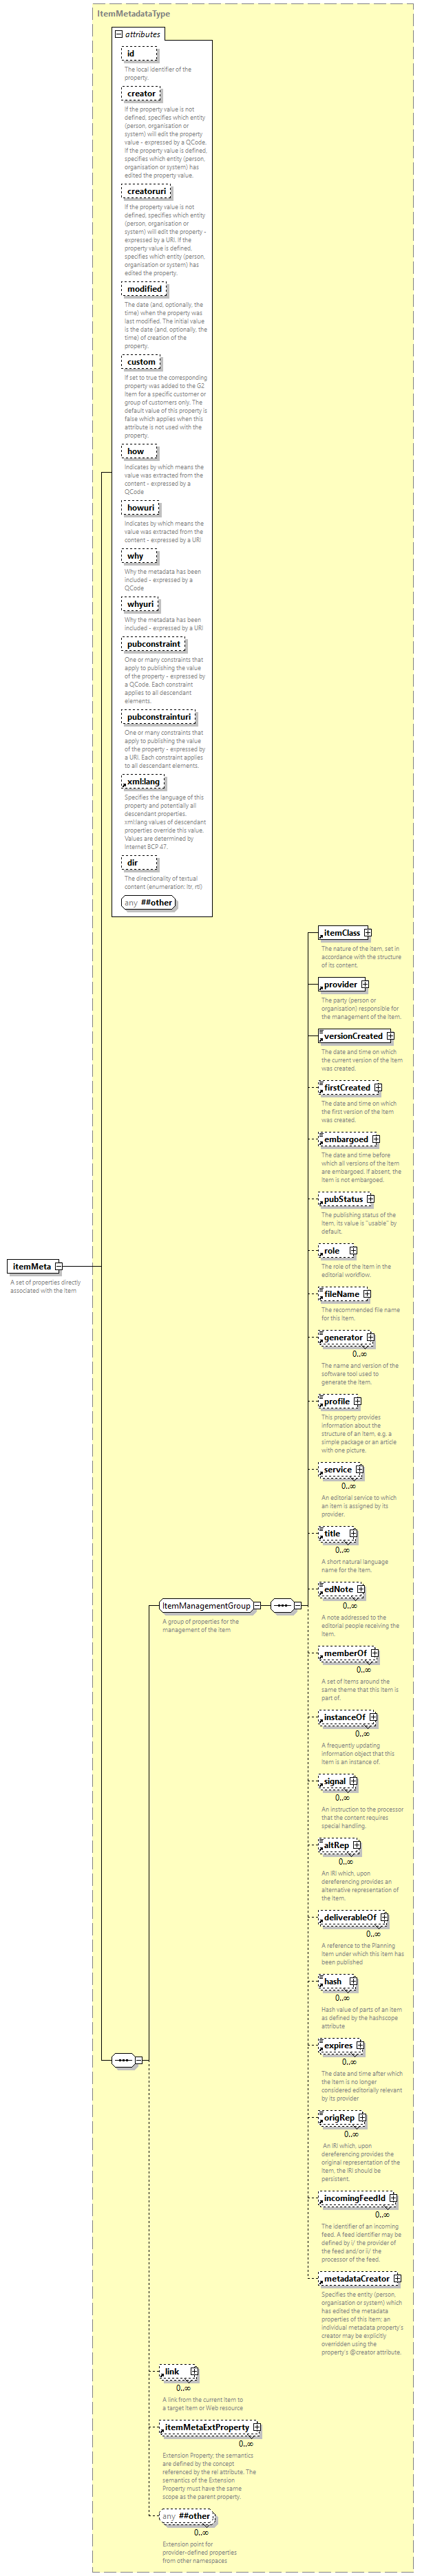 ItemMetadataType
attributes
id
The local identifier of the
property.
creator
If the property value is not
defined, specifies which entity
(person, organisation or
system) will edit the property
value - expressed by a QCode.
If the property value is defined,
specifies which entity (person,
organisation or system) has
edited the property value.
creatoruri
If the property value is not
defined, specifies which entity
(person, organisation or
system) will edit the property -
expressed by a URI. If the
property value is defined,
specifies which entity (person,
organisation or system) has
edited the property.
modified
The date (and, optionally, the
time) when the property was
last modified. The initial value
is the date (and, optionally, the
time) of creation of the
property.
custom
If set to true the corresponding
property was added to the G2
Item for a specific customer or
group of customers only. The
default value of this property is
false which applies when this
attribute is not used with the
property.
how
Indicates by which means the
value was extracted from the
content - expressed by a
QCode
howuri
Indicates by which means the
value was extracted from the
content - expressed by a URI
why
Why the metadata has been
included - expressed by a
QCode
whyuri
Why the metadata has been
included - expressed by a URI
pubconstraint
One or many constraints that
apply to publishing the value
of the property - expressed by
a QCode. Each constraint
applies to all descendant
elements.
pubconstrainturi
One or many constraints that
apply to publishing the value
of the property - expressed by
a URI. Each constraint applies
to all descendant elements.
xml:lang
Specifies the language of this
property and potentially all
descendant properties.
xml:lang values of descendant
properties override this value.
Values are determined by
Internet BCP 47.
dir
The directionality of textual
content (enumeration: ltr, rtl)
any ##other
itemMeta
A set of properties directly
associated with the Item
ItemManagementGroup
A group of properties for the
management of the item
itemClass
The nature of the item, set in
accordance with the structure
of its content.
provider
The party (person or
organisation) responsible for
the management of the Item.
versionCreated
The date and time on which
the current version of the Item
was created.
firstCreated
The date and time on which
the first version of the Item
was created.
embargoed
The date and time before
which all versions of the Item
are embargoed. If absent, the
Item is not embargoed.
pubStatus
The publishing status of the
Item, its value is "usable" by
default.
role
The role of the Item in the
editorial workflow.
fileName
The recommended file name
for this Item.
generator
0..∞
The name and version of the
software tool used to
generate the Item.
profile
This property provides
information about the
structure of an Item, e.g. a
simple package or an article
with one picture.
service
0..∞
An editorial service to which
an item is assigned by its
provider.
title
0..∞
A short natural language
name for the Item.
edNote
0..∞
A note addressed to the
editorial people receiving the
Item.
memberOf
0..∞
A set of Items around the
same theme that this Item is
part of.
instanceOf
0..∞
A frequently updating
information object that this
Item is an instance of.
signal
0..∞
An instruction to the processor
that the content requires
special handling.
altRep
0..∞
An IRI which, upon
dereferencing provides an
alternative representation of
the Item.
deliverableOf
0..∞
A reference to the Planning
Item under which this item has
been published
hash
0..∞
Hash value of parts of an item
as defined by the hashscope
attribute
expires
0..∞
The date and time after which
the Item is no longer
considered editorially relevant
by its provider
origRep
0..∞
An IRI which, upon
dereferencing provides the
original representation of the
Item. the IRI should be
persistent.
incomingFeedId
0..∞
The identifier of an incoming
feed. A feed identifier may be
defined by i/ the provider of
the feed and/or ii/ the
processor of the feed.
metadataCreator
Specifies the entity (person,
organisation or system) which
has edited the metadata
properties of this Item; an
individual metadata property's
creator may be explicitly
overridden using the
property's @creator attribute.
link
0..∞
A link from the current Item to
a target Item or Web resource
itemMetaExtProperty
0..∞
Extension Property; the semantics
are defined by the concept
referenced by the rel attribute. The
semantics of the Extension
Property must have the same
scope as the parent property.
any ##other
0..∞
Extension point for
provider-defined properties
from other namespaces